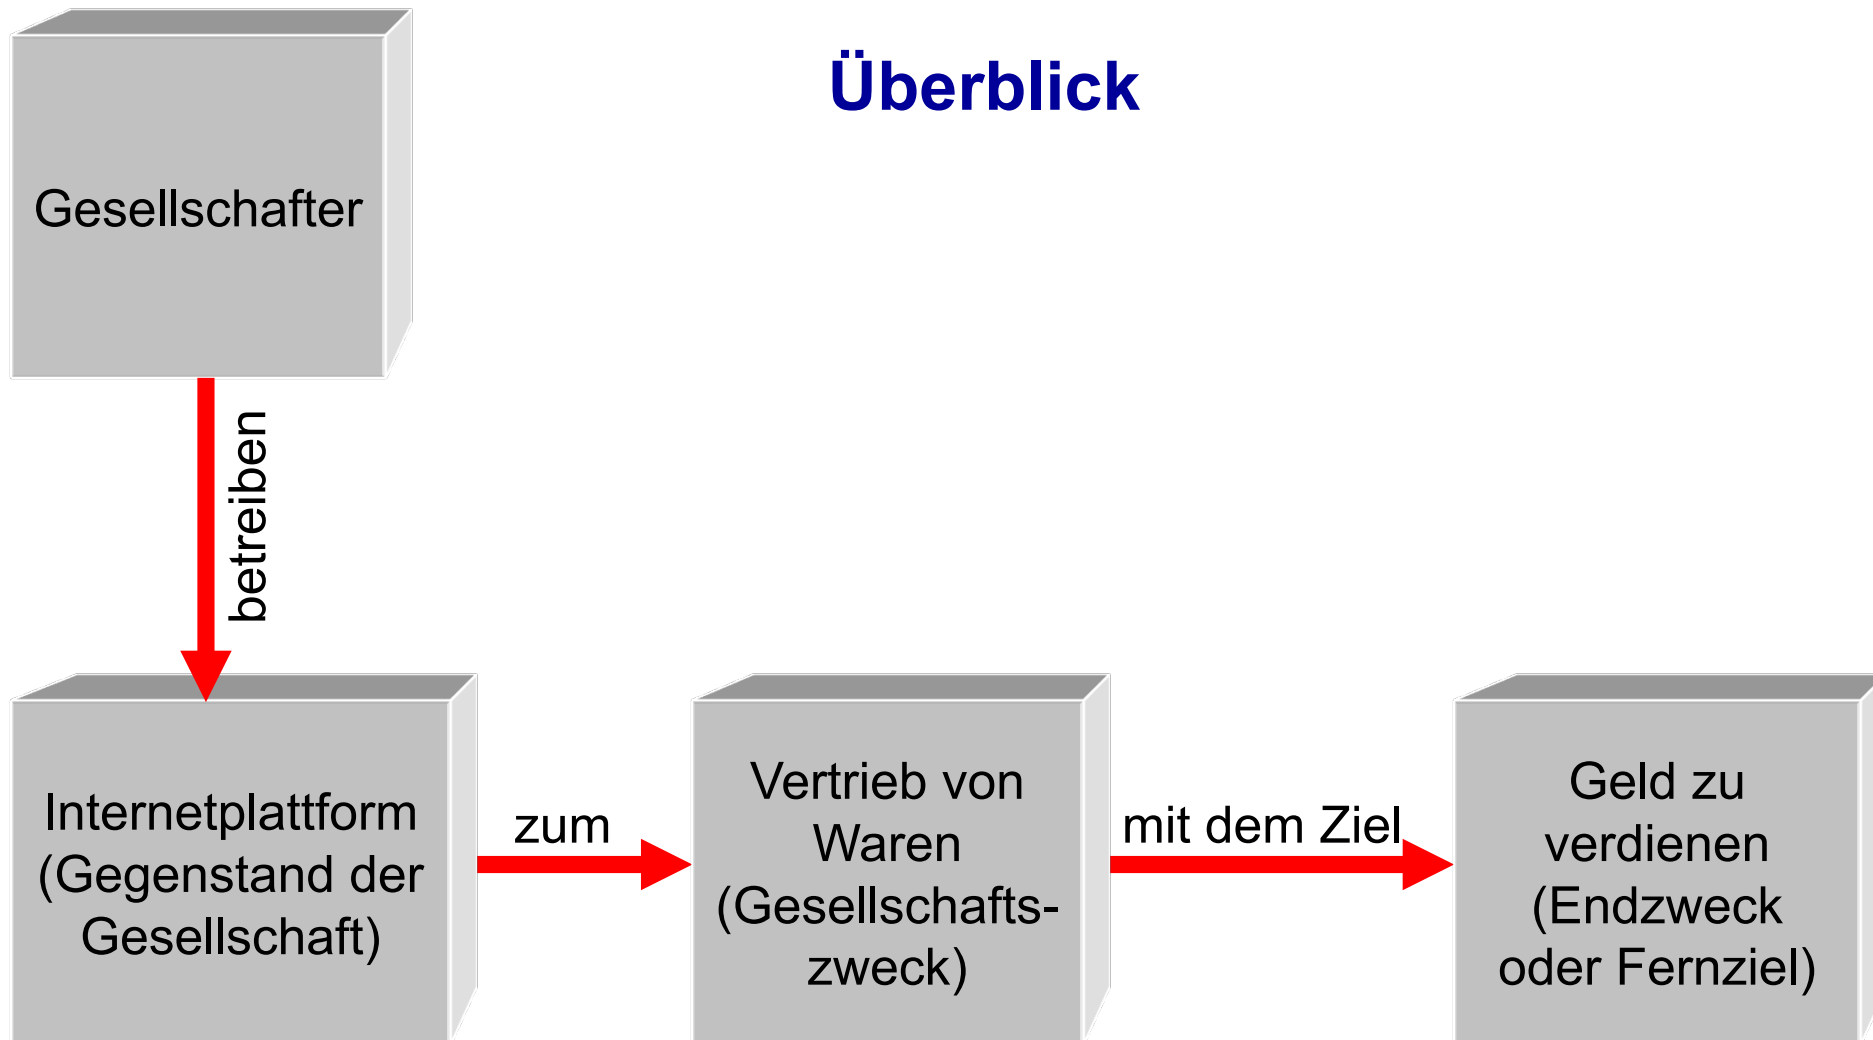 Überblick
Gesellschafter
betreiben
Internetplattform
(Gegenstand der
Gesellschaft)
zum
Vertrieb von
Waren
(Gesellschafts-
zweck)
mit dem Ziel
Geld zu
verdienen
(Endzweck
oder Fernziel)